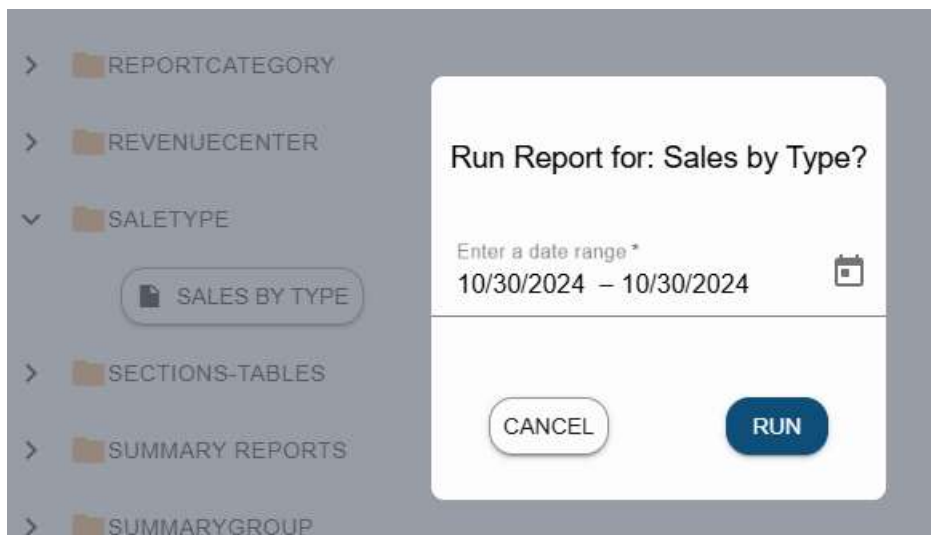 REPORTCATEGORY
REVENUECENTER
SALETYPE
SALES BY TYPE
SECTIONS-TABLES
SUMMARY REPORTS
SUMMARYGROUP
Run Report for: Sales by Type?
Enter a date range *
10/30/2024 – 10/30/2024
CANCEL
RUN